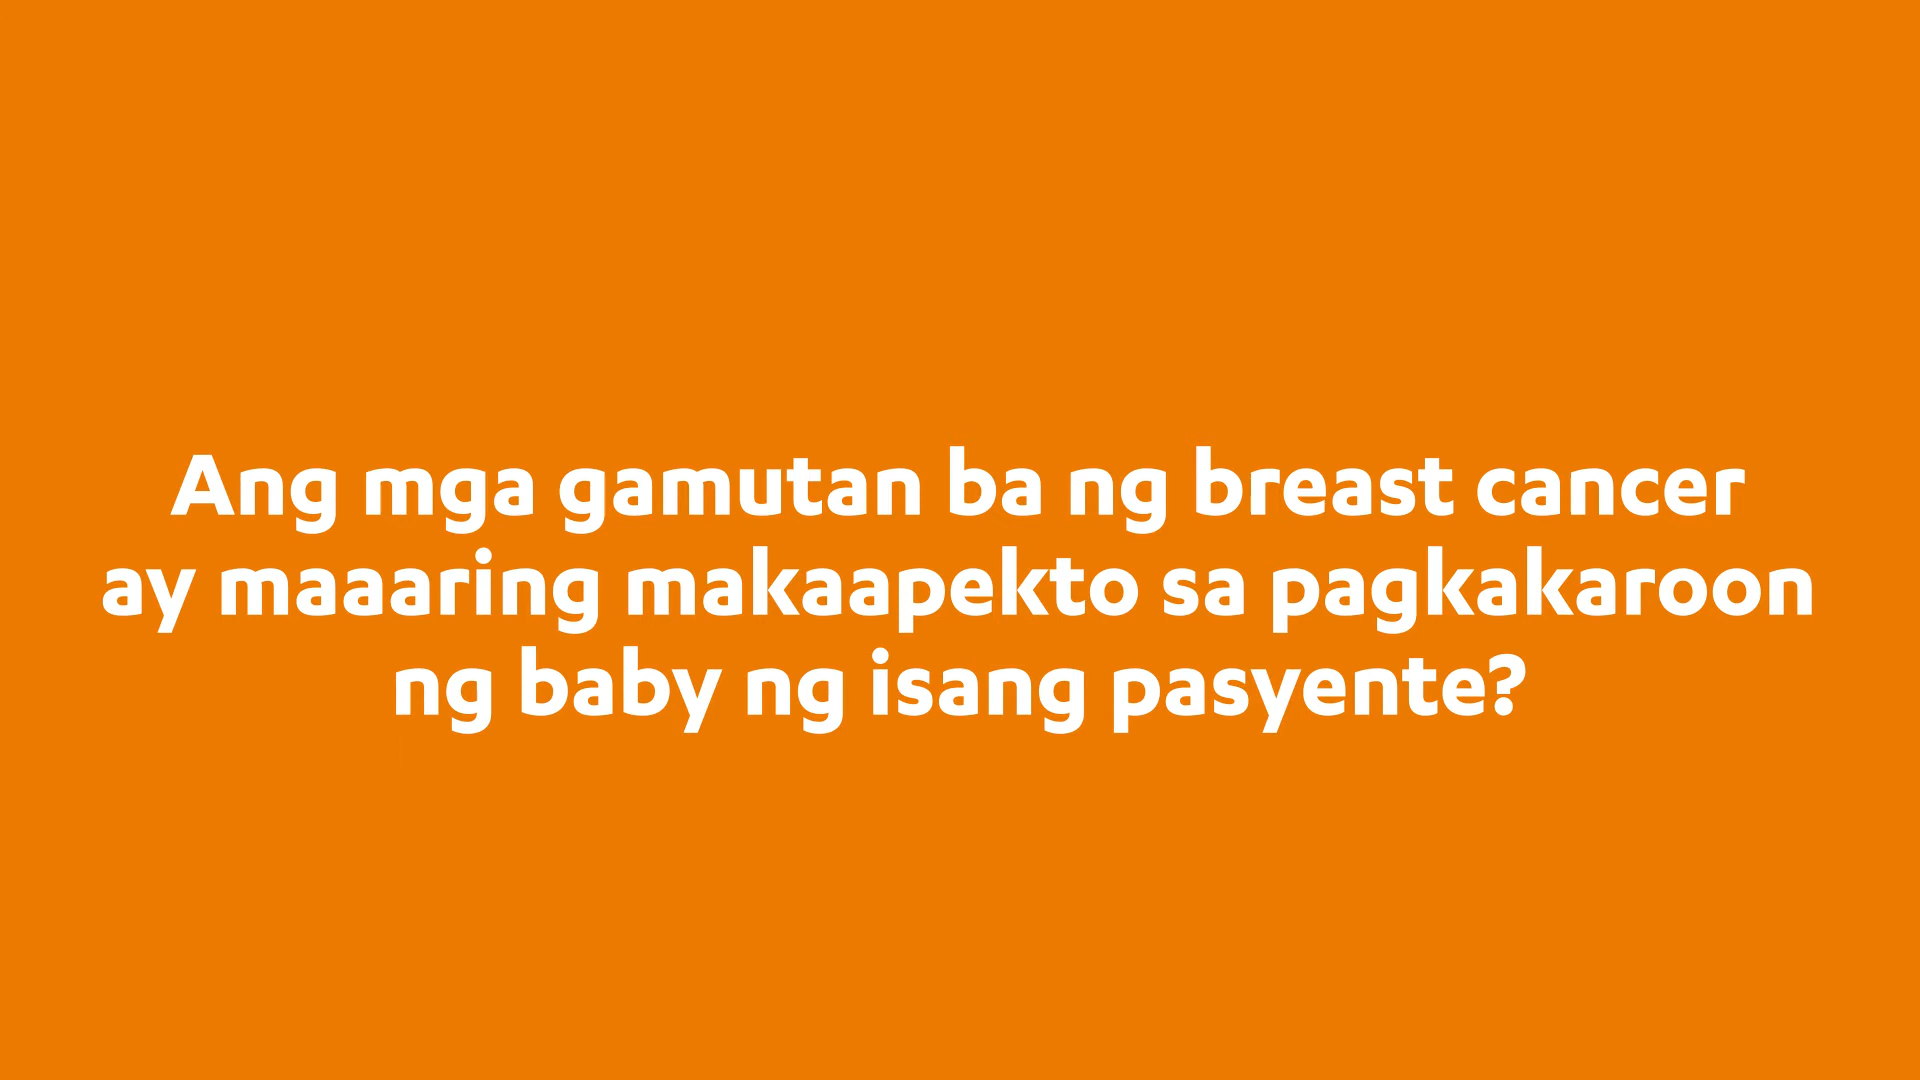 Ang mga gamutan ba ng breast cancer
ay maaaring makaapekto sa pagkakaroon
ng baby ng isang pasyente?